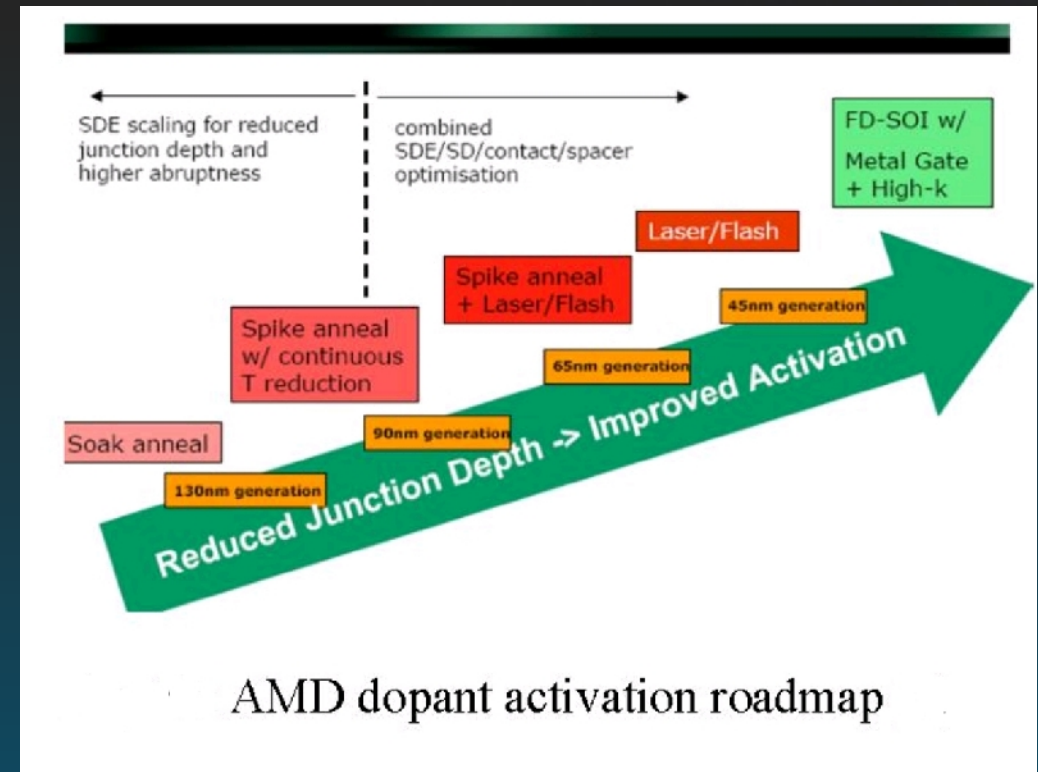 SDE scaling for reduced
junction depth and
higher abruptness
combined
SDE/SD/contact/spacer
optimisation
FD-SOI w/
Metal Gate
+ High-k
Laser/Flash
Spike anneal
+ Laser/Flash
45nm generation
Spike anneal
w/ continuous
T reduction
65nm generation
Soak anneal
90nm generation
130nm generation
Reduced Junction Depth -> Improved Activation
AMD dopant activation roadmap